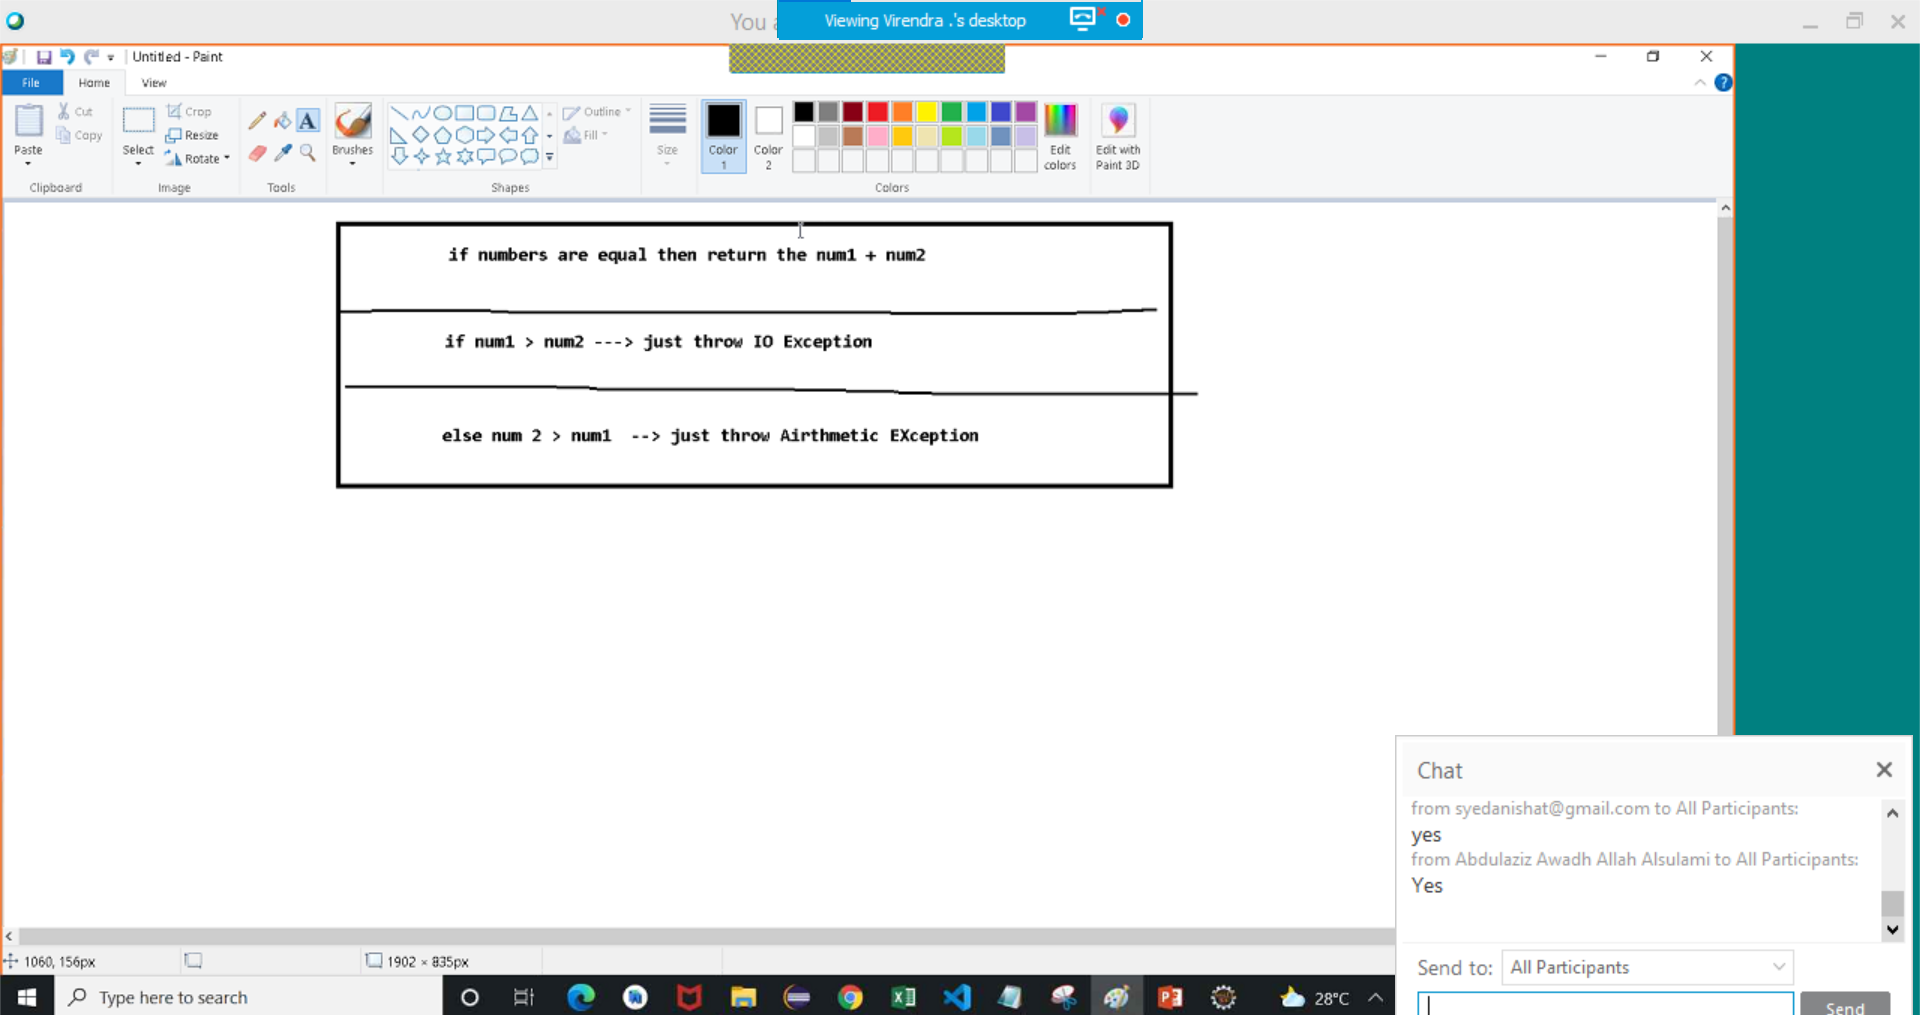 You a
Viewing Virendra .'s desktop
Untitled - Paint
File Home View
Paste
Cut
Copy
Clipboard
Select
Crop
Resize
Rotate
Image
A
Tools
Brushes
Shapes
Outline
Fill
Size
Color
1
Color
2
Colors
Edit
colors
Edit with
Paint 3D
if numbers are equal then return the num1 + num2
if num1 > num2 ---> just throw IO Exception
else num 2 > num1 --> just throw Airthmetic EXception
Chat
from syedanishat@gmail.com to All Participants:
yes
from Abdulaziz Awadh Allah Alsulami to All Participants:
Yes
Send to: All Participants
Send
1060, 156px
1902 × 835px
Type here to search
28°C